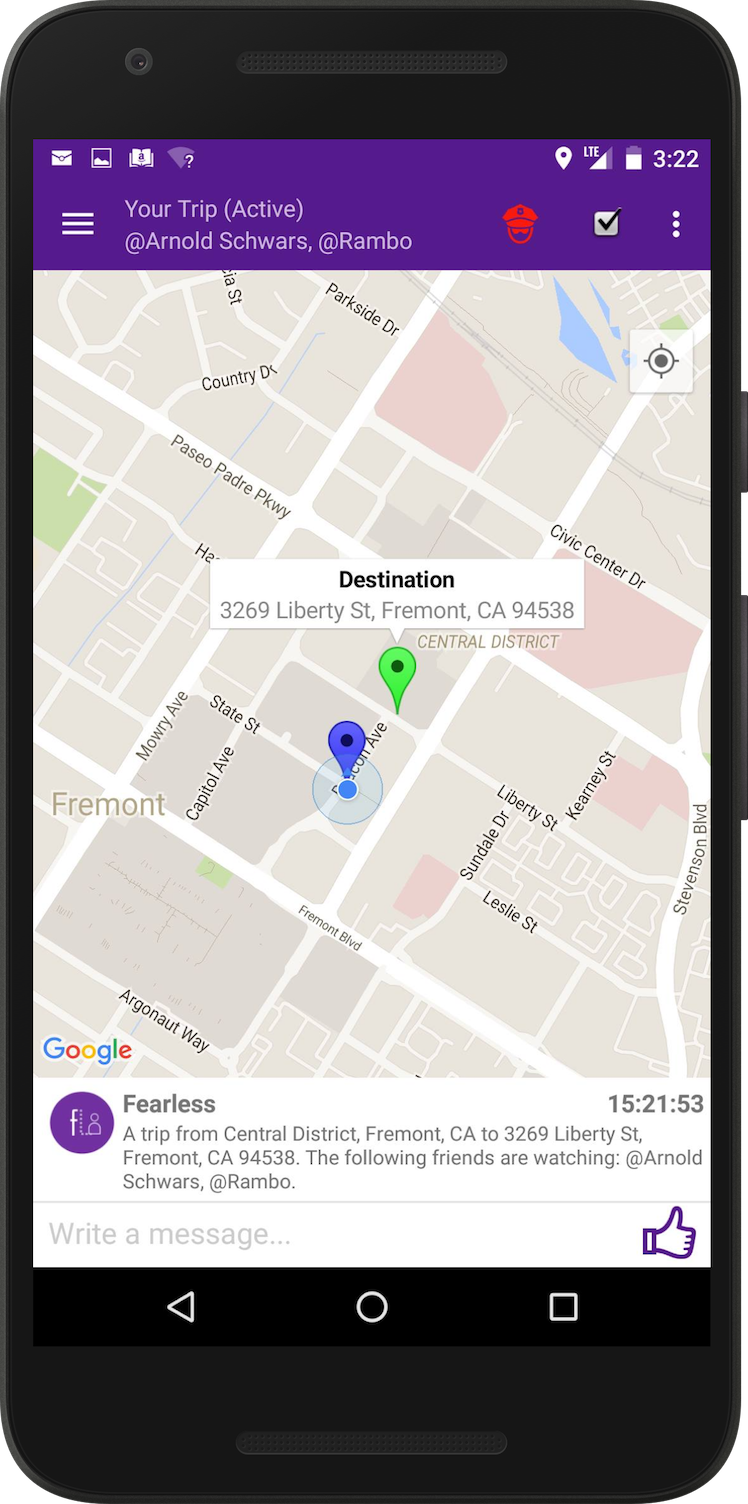 LTE
3:22
?
Your Trip (Active)
@Arnold Schwars, @Rambo
Parkside Dr
Country Dr
Paseo Padre Pkwy
Civic Center Dr
Destination
3269 Liberty St, Fremont, CA 94538
CENTRAL DISTRICT
Mowry Ave
State St
Capitol Ave
Fremont
Liberty St
Kearney St
Sundale Dr
Stevenson Blvd
Leslie St
Fremont Blvd
Argonaut Way
Google
Fearless
15:21:53
A trip from Central District, Fremont, CA to 3269 Liberty St,
Fremont, CA 94538. The following friends are watching: @Arnold
Schwars, @Rambo.
Write a message...